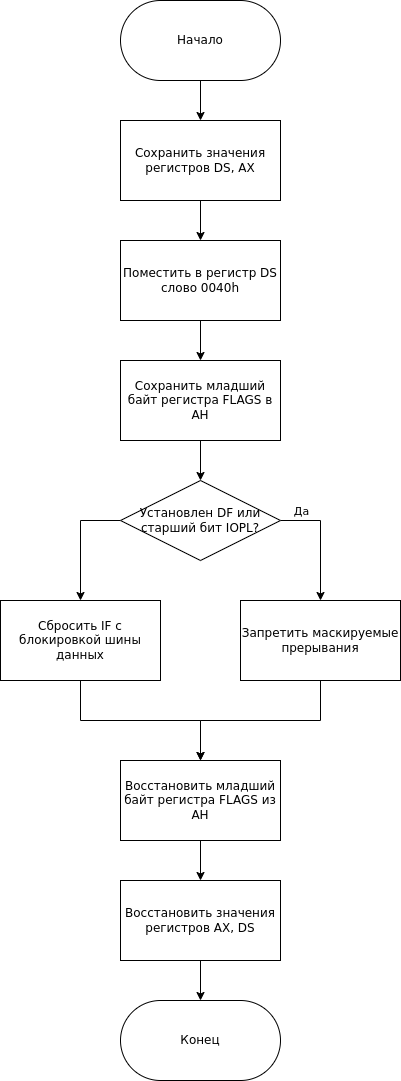 Начало
Сохранить значения
регистров DS, AX
Поместить в регистр DS
слово 0040h
Сохранить младший
байт регистра FLAGS в
AH
Установлен DF или
старший бит IOPL?
Да
Сбросить IF с
блокировкой шины
данных
Запретить маскируемые
прерывания
Восстановить младший
байт регистра FLAGS из
AH
Восстановить значения
регистров AX, DS
Конец